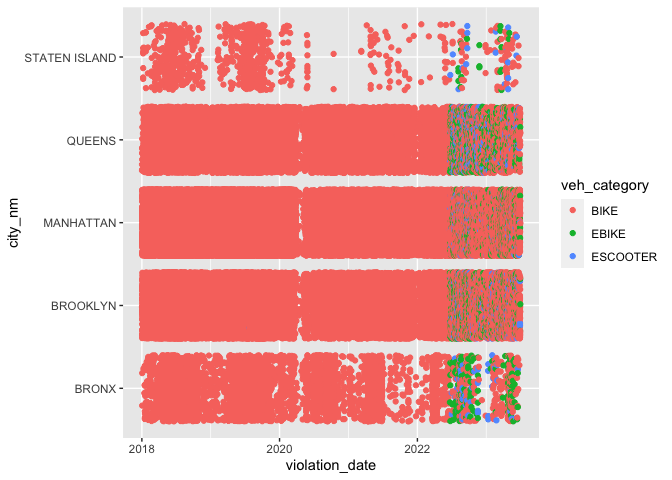 STATEN ISLAND
QUEENS
MANHATTAN
BROOKLYN
BRONX
city_nm
2018
2020
2022
violation_date
veh_category
BIKE
EBIKE
ESCOOTER